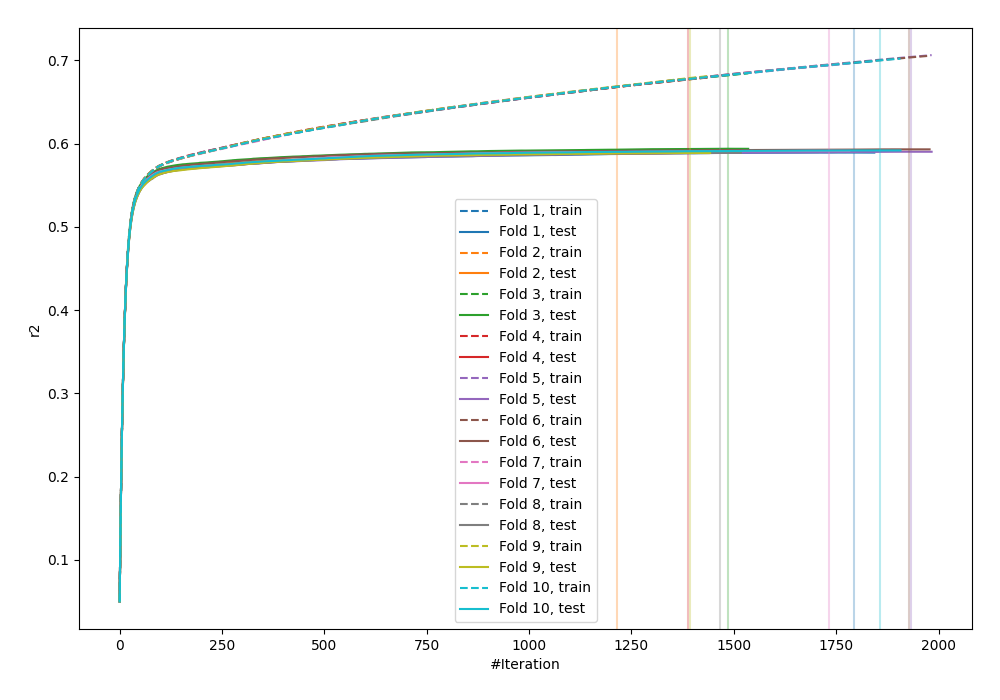 0.7
0.6
0.5
0.4
0.3
0.2
0.1
r2
Fold 1, train
Fold 1, test
Fold 2, train
Fold 2, test
Fold 3, train
Fold 3, test
Fold 4, train
Fold 4, test
Fold 5, train
Fold 5, test
Fold 6, train
Fold 6, test
Fold 7, train
Fold 7, test
Fold 8, train
Fold 8, test
Fold 9, train
Fold 9, test
Fold 10, train
Fold 10, test
0 250 500 750 1000 1250 1500 1750 2000
#Iteration